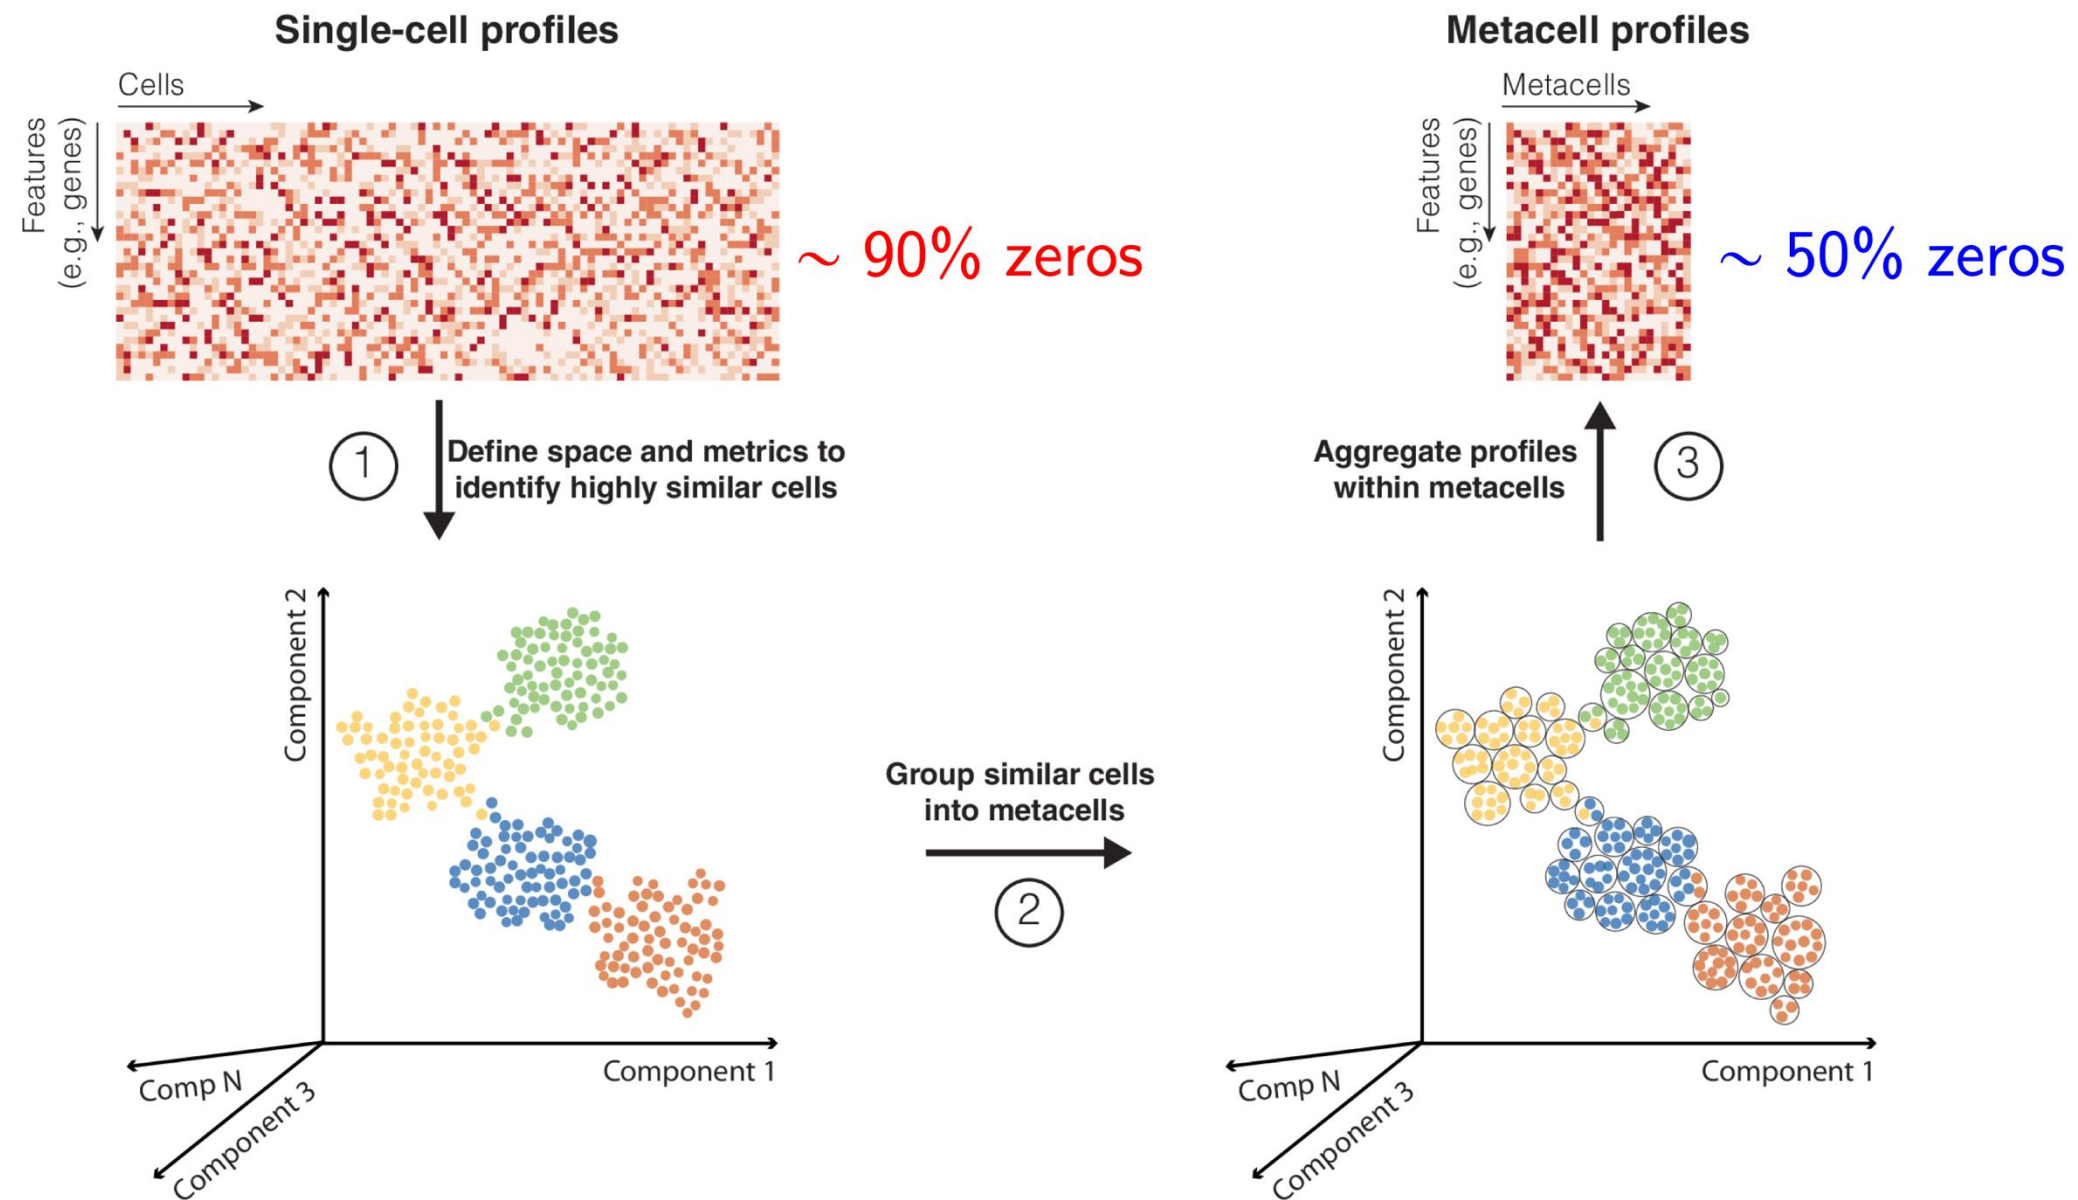 Single-cell profiles
Metacell profiles
Cells
Metacells
Features
(e.g., genes)
~ 90% zeros
Features
(e.g., genes)
~ 50% zeros
1
Define space and metrics to
identify highly similar cells
Aggregate profiles
within metacells
3
Component 2
Component 1
Comp N
Component 3
Group similar cells
into metacells
2
Component 2
Component 1
Comp N
Component 3